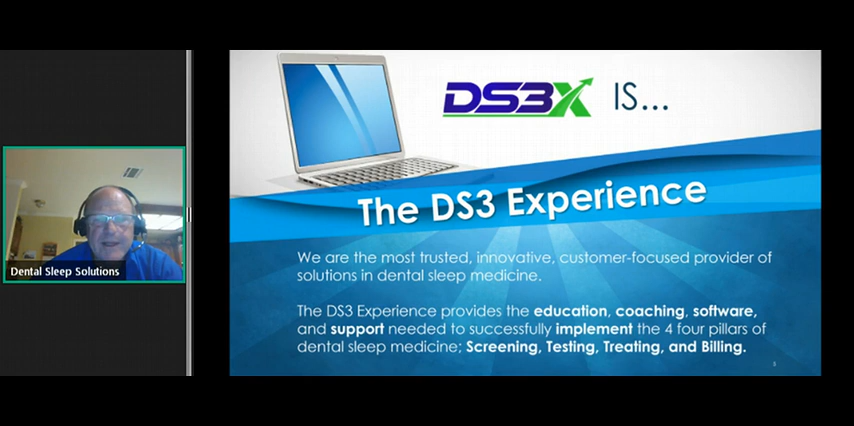 DS3X IS...
The DS3 Experience
We are the most trusted, innovative, customer-focused provider of
solutions in dental sleep medicine.
The DS3 Experience provides the education, coaching, software,
and support needed to successfully implement the 4 four pillars of
dental sleep medicine; Screening, Testing, Treating, and Billing.
Dental Sleep Solutions